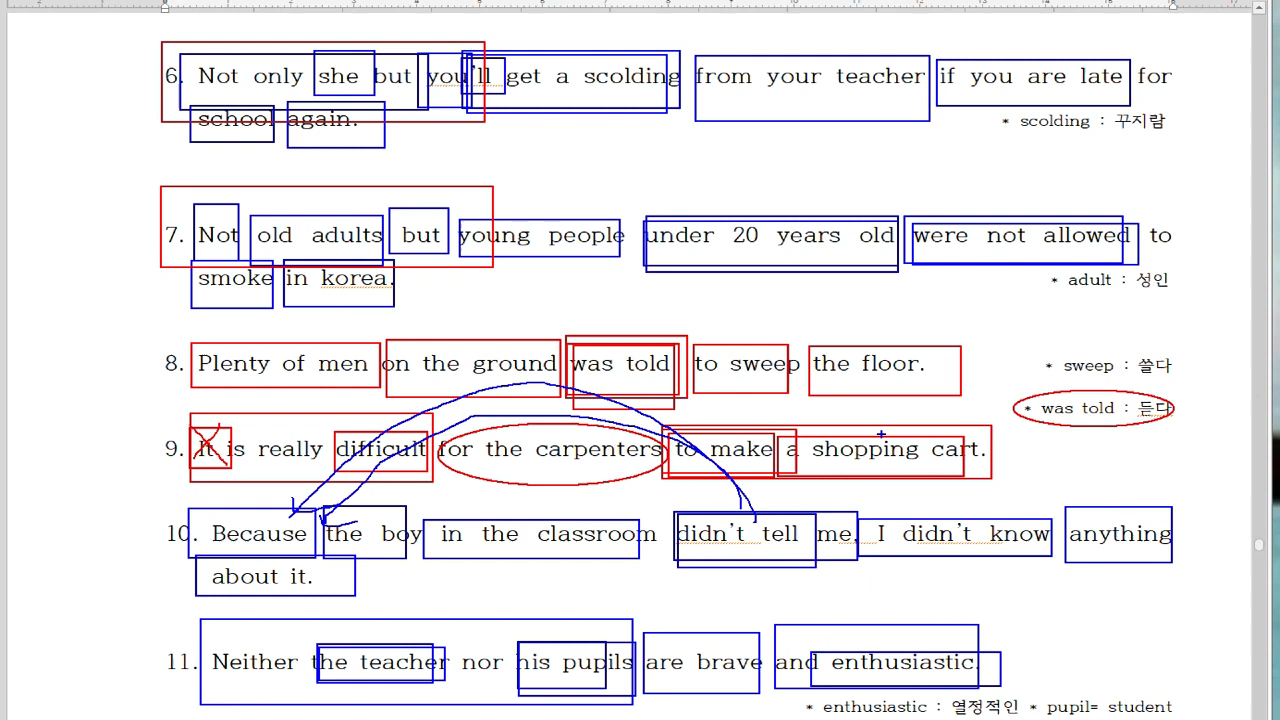 6. Not only she but you'll get a scolding from your teacher if you are late for
school again.
* scolding : 꾸지람
7. Not old adults but young people under 20 years old were not allowed to
smoke in korea.
* adult : 성인
8. Plenty of men on the ground was told to sweep the floor.
* sweep : 쓸다
* was told : 듣다
9. It is really difficult for the carpenters to make a shopping cart.
10. Because the boy in the classroom didn't tell me, I didn't know anything
about it.
11. Neither the teacher nor his pupils are brave and enthusiastic.
* enthusiastic : 열정적인 * pupil= student